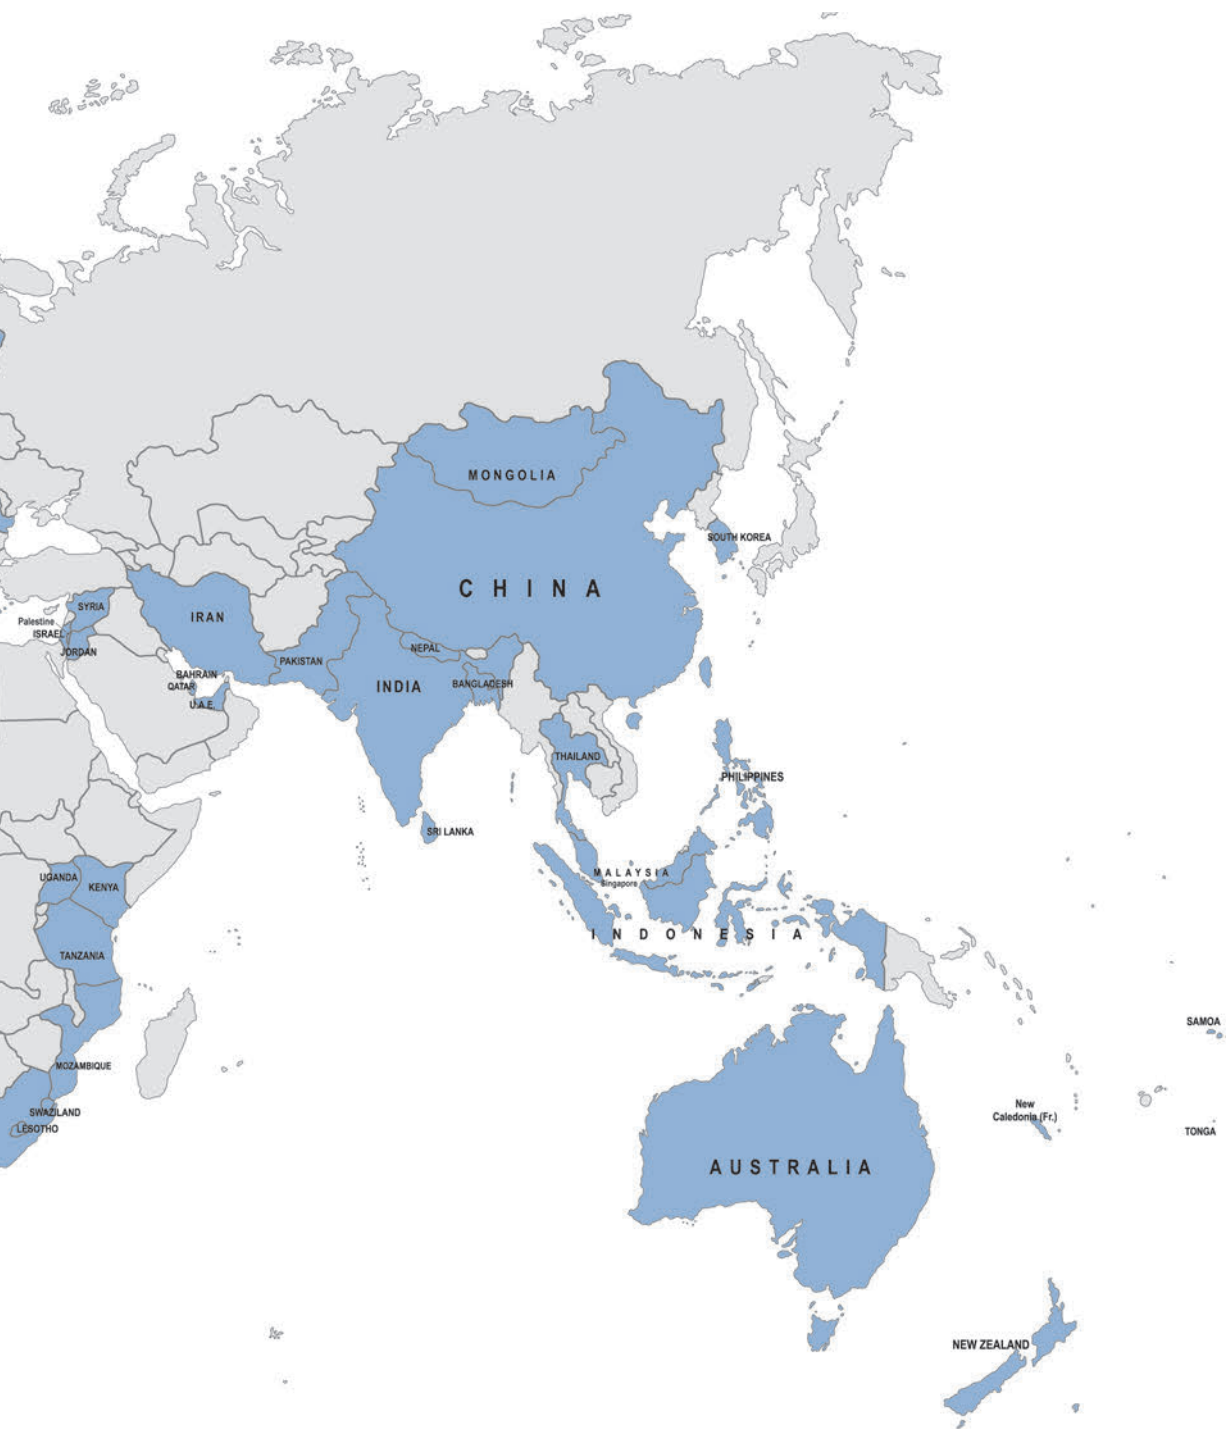 MONGOLIA
SOUTH KOREA
CHINA
SYRIA
IRAN
Palestine
ISRAEL
JORDAN
NEPAL
PAKISTAN
BAHRAIN
QATAR
INDIA
BANGLADESH
U.A.E.
THAILAND
PHILIPPINES
SRI LANKA
MALAYSIA
Singapore
UGANDA
KENYA
INDONESIA
TANZANIA
SAMOA
MOZAMBIQUE
New
Caledonia (Fr.)
SWAZILAND
LESOTHO
TONGA
AUSTRALIA
NEW ZEALAND